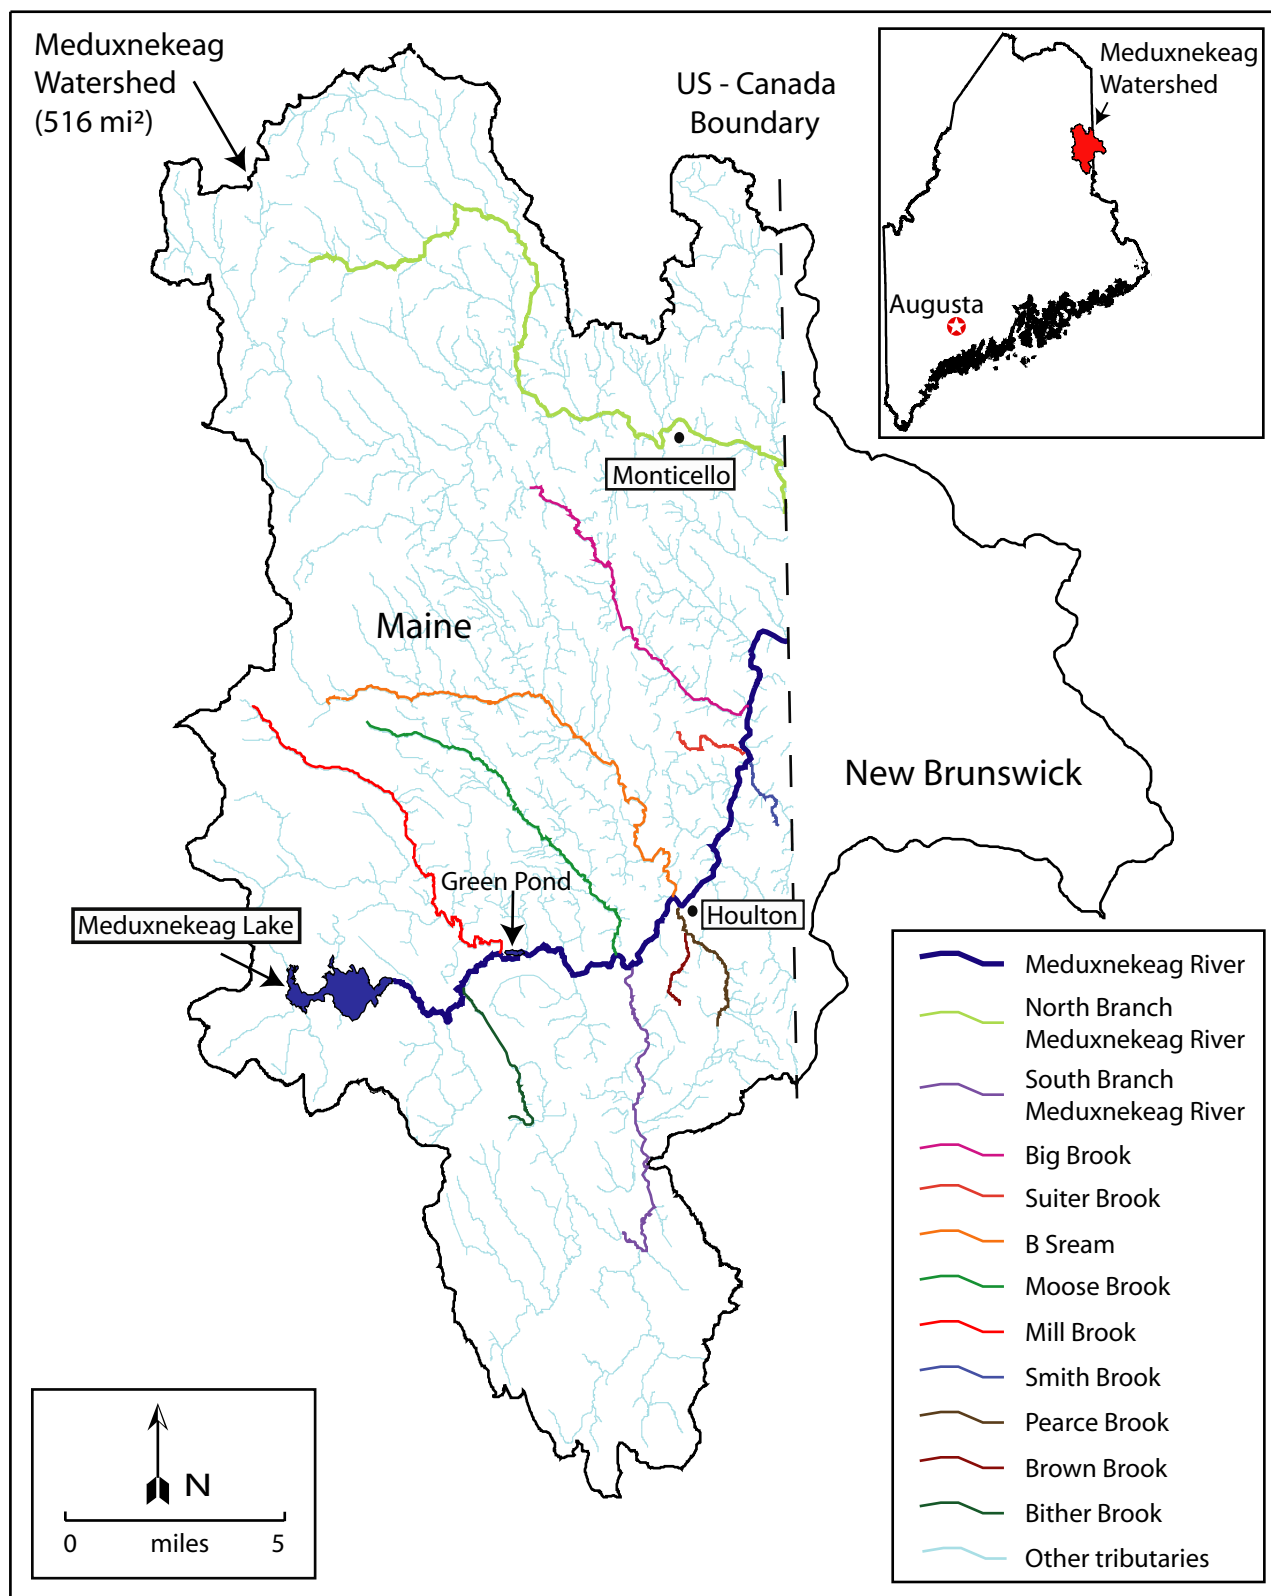 Meduxnekeag
Watershed
(516 mi²)
US - Canada
Boundary
Meduxnekeag
Watershed
Augusta
Monticello
Maine
New Brunswick
Green Pond
Houlton
Meduxnekeag Lake
Meduxnekeag River
North Branch
Meduxnekeag River
South Branch
Meduxnekeag River
Big Brook
Suiter Brook
B Sream
Moose Brook
Mill Brook
Smith Brook
Pearce Brook
Brown Brook
Bither Brook
Other tributaries
N
0 miles 5